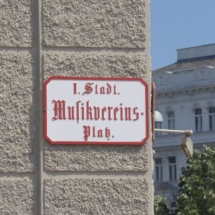 I. Stadt.
Musikvereins-
Platz.